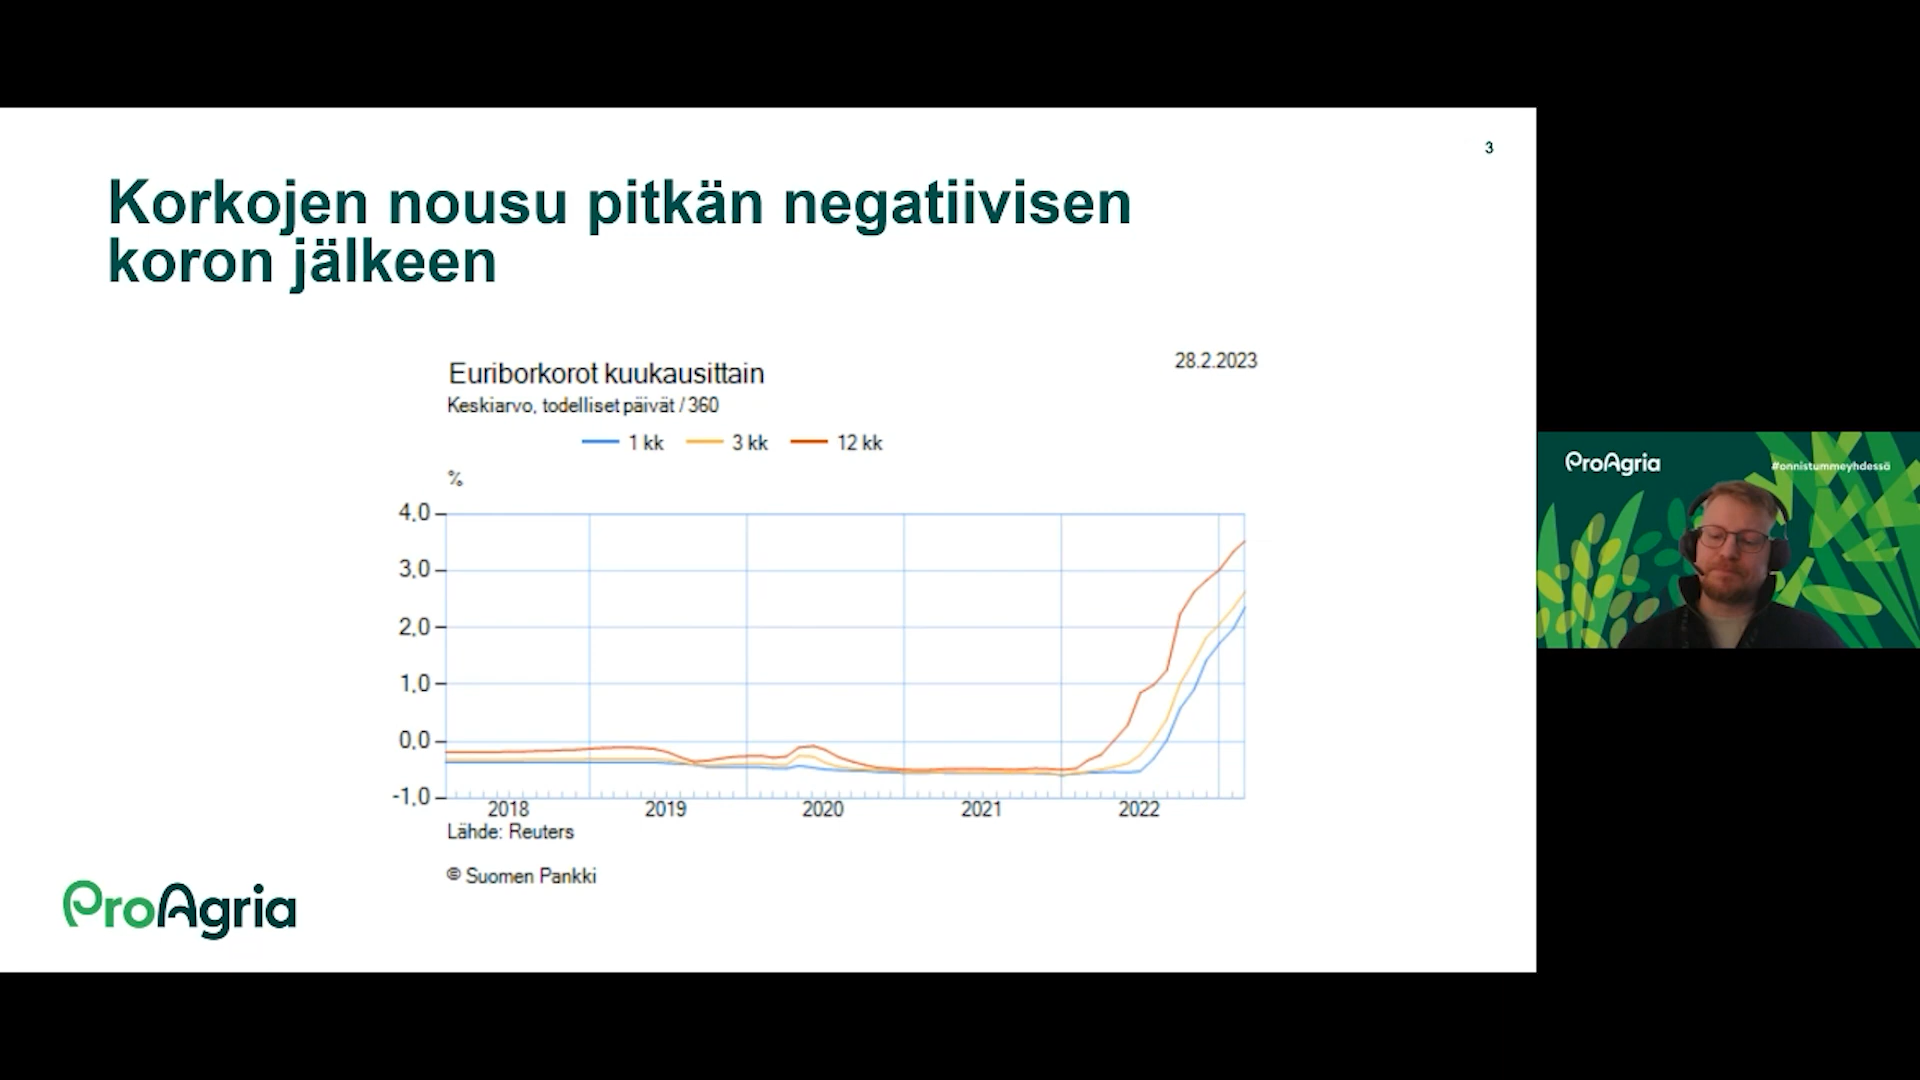 3
Korkojen nousu pitkän negatiivisen
koron jälkeen
28.2.2023
Euriborkorot kuukausittain
Keskiarvo, todelliset päivät / 360
1 kk 3 kk 12 kk
%
4,0
3,0
2,0
1,0
0,0
-1,0
2018 2019 2020 2021 2022
Lähde: Reuters
© Suomen Pankki
ProAgria
ProAgria
#onnistummeyhdessä